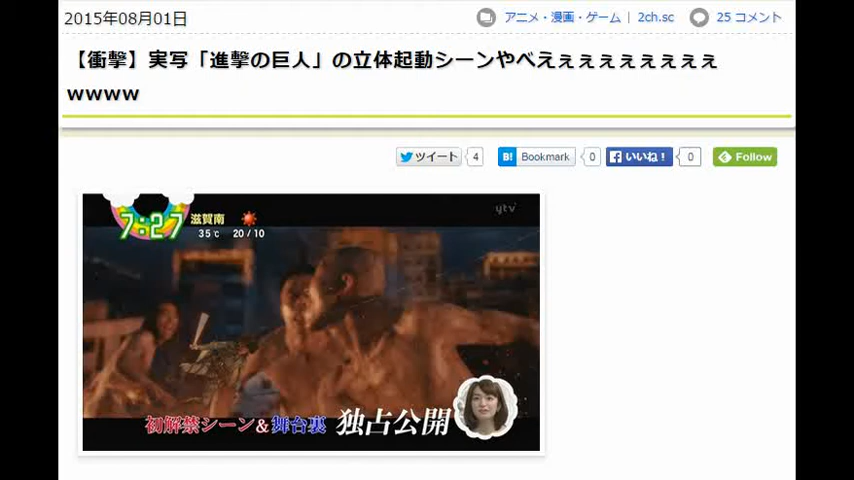 2015年08月01日
アニメ・漫画・ゲーム | 2ch.sc
25 コメント
【衝撃】実写「進撃の巨人」の立体起動シーンやべえぇぇぇぇぇぇぇぇ
wwww
ツイート 4
B! Bookmark 0
いいね! 0
Follow
7:27
滋賀南
35℃ 20/10
ytv
初解禁シーン&舞台裏 独占公開